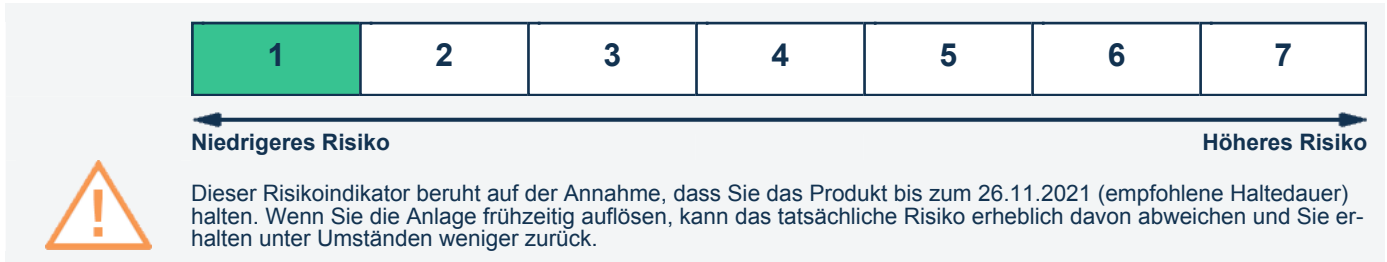 1 2 3 4 5 6 7
Niedrigeres Risiko Höheres Risiko
Dieser Risikoindikator beruht auf der Annahme, dass Sie das Produkt bis zum 26.11.2021 (empfohlene Haltedauer)
halten. Wenn Sie die Anlage frühzeitig auflösen, kann das tatsächliche Risiko erheblich davon abweichen und Sie er-
halten unter Umständen weniger zurück.